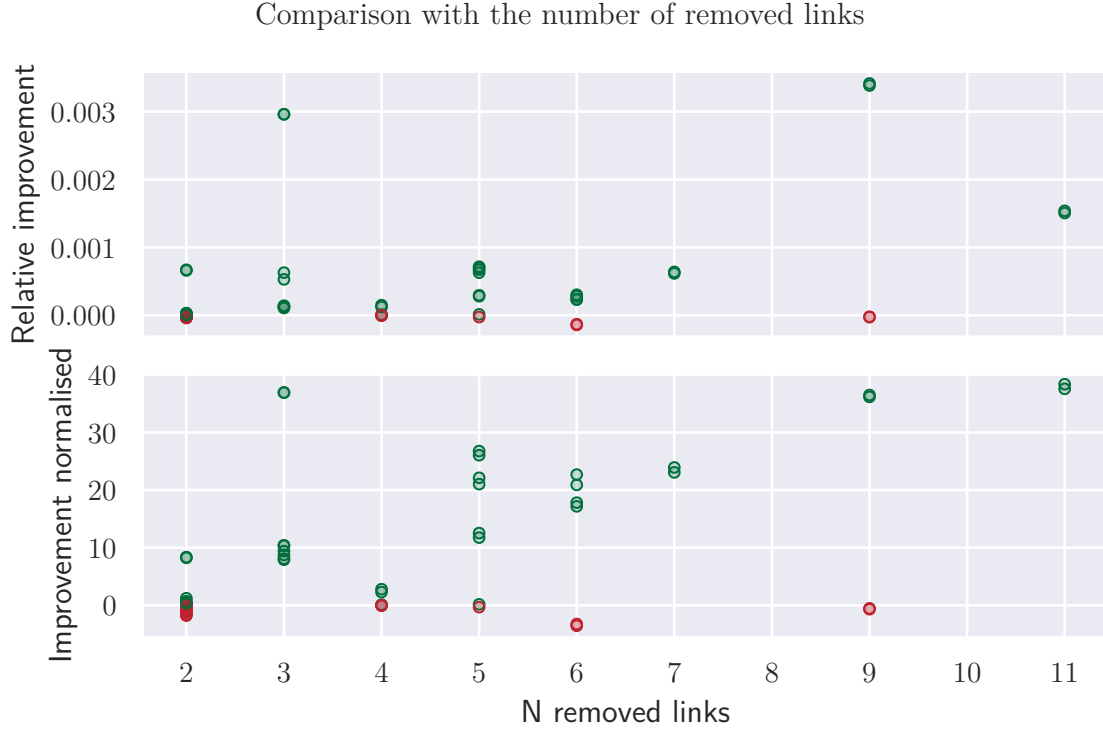 Comparison with the number of removed links
Relative improvement
0.003
0.002
0.001
0.000
Improvement normalised
40
30
20
10
0
2 3 4 5 6 7 8 9 10 11
N removed links